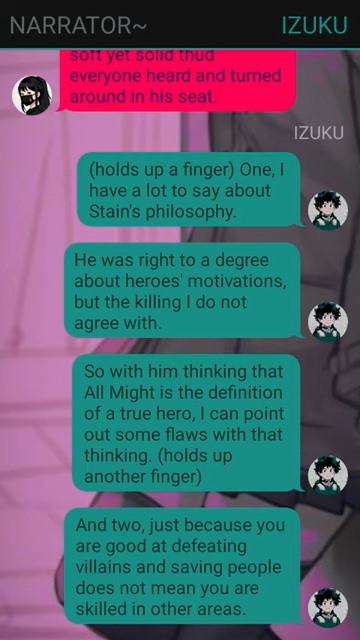 NARRATOR~ IZUKU
soft yet solid thud
everyone heard and turned
around in his seat.
IZUKU
(holds up a finger) One, I
have a lot to say about
Stain's philosophy.
He was right to a degree
about heroes' motivations,
but the killing I do not
agree with.
So with him thinking that
All Might is the definition
of a true hero, I can point
out some flaws with that
thinking. (holds up
another finger)
And two, just because you
are good at defeating
villains and saving people
does not mean you are
skilled in other areas.